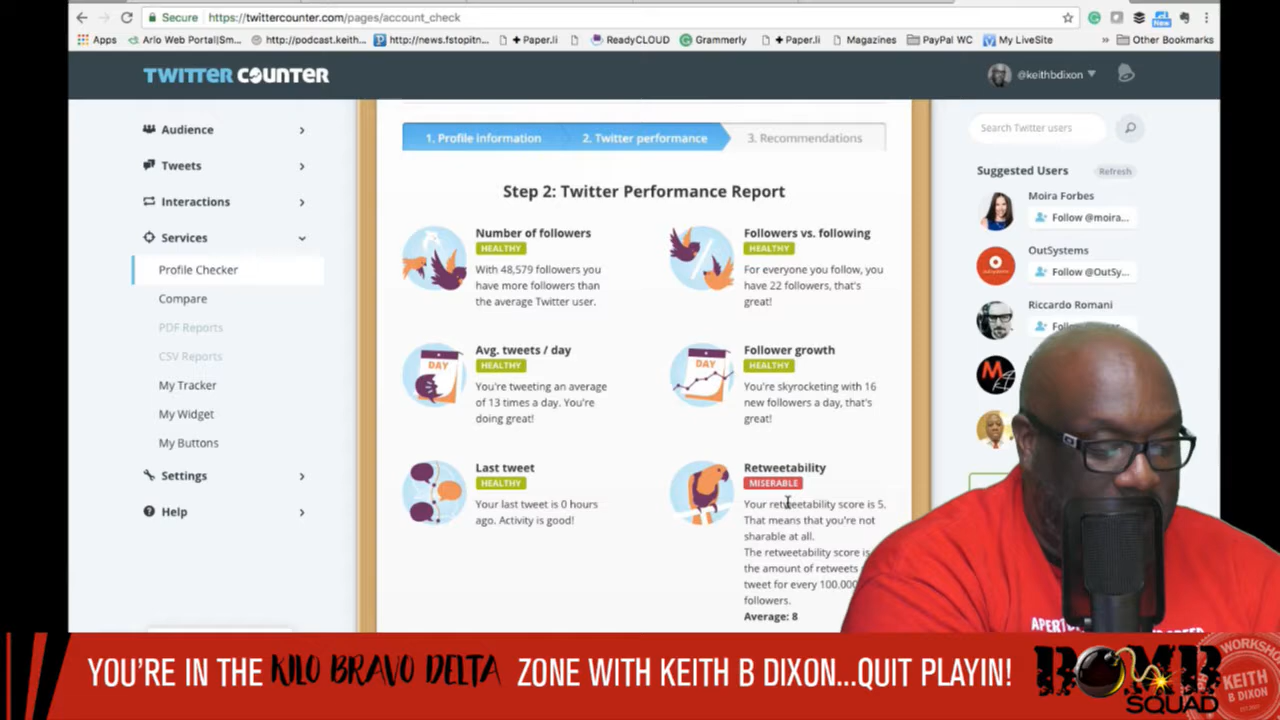 Secure https://twittercounter.com/pages/account_check
Apps Arlo Web Portal|Sm... http://podcast.keith... http://news.fstopitn... Paper.li ReadyCLOUD Grammerly Paper.li Magazines PayPal WC My LiveSite » Other Bookmarks
New
TWITTER COUNTER
@keithbdixon
Audience
Tweets
Interactions
Services
Profile Checker
Compare
PDF Reports
CSV Reports
My Tracker
My Widget
My Buttons
Settings
Help
1. Profile information 2. Twitter performance 3. Recommendations
Step 2: Twitter Performance Report
Number of followers
HEALTHY
With 48,579 followers you
have more followers than
the average Twitter user.
Followers vs. following
HEALTHY
For everyone you follow, you
have 22 followers, that's
great!
Avg. tweets / day
HEALTHY
DAY
You're tweeting an average
of 13 times a day. You're
doing great!
Follower growth
HEALTHY
DAY
You're skyrocketing with 16
new followers a day, that's
great!
Last tweet
HEALTHY
Your last tweet is 0 hours
ago. Activity is good!
Retweetability
MISERABLE
Your retweetability score is 5.
That means that you're not
sharable at all.
The retweetability score is
the amount of retweets
tweet for every 100.000
followers.
Average: 8
Search Twitter users
Suggested Users Refresh
Moira Forbes
Follow @moira...
OutSystems
Follow @OutSy...
Riccardo Romani
YOU'RE IN THE KILO BRAVO DELTA ZONE WITH KEITH B DIXON...QUIT PLAYIN!
BOMB
SQUAD
WORKSHO
KEITH
B DIXON